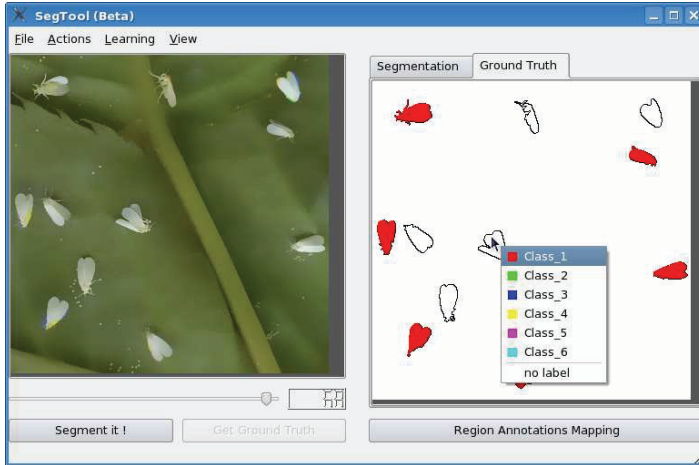 SegTool (Beta)
File Actions Learning View
Segmentation Ground Truth
Class_1
Class_2
Class_3
Class_4
Class_5
Class_6
no label
Segment it ! Get Ground Truth Region Annotations Mapping